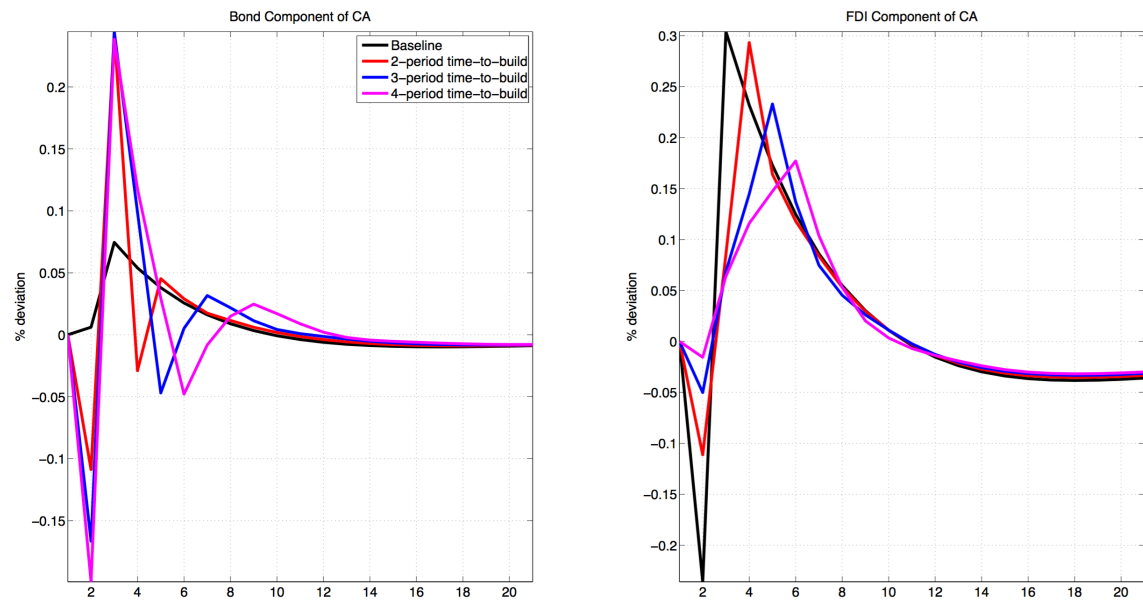 Bond Component of CA
% deviation
0.2
0.15
0.1
0.05
0
−0.05
−0.1
−0.15
2 4 6 8 10 12 14 16 18 20
Baseline
2−period time−to−build
3−period time−to−build
4−period time−to−build
FDI Component of CA
% deviation
0.3
0.25
0.2
0.15
0.1
0.05
0
−0.05
−0.1
−0.15
−0.2
2 4 6 8 10 12 14 16 18 20